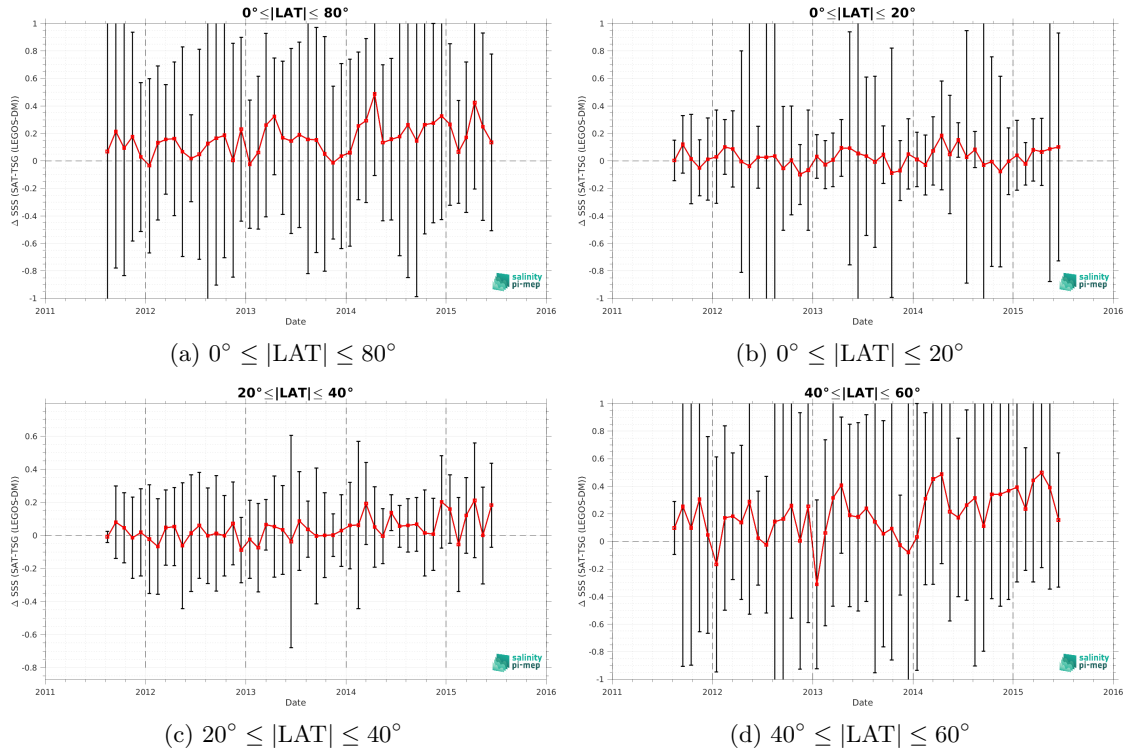 0°≤|LAT|≤ 80°
1
0.8
0.6
0.4
0.2
0
-0.2
-0.4
-0.6
-0.8
-1
Δ SSS (SAT-TSG (LEGOS-DM))
2011 2012 2013 2014 2015 2016
Date
salinity
pi-mep
(a) 0° ≤ |LAT| ≤ 80°
0°≤|LAT|≤ 20°
1
0.8
0.6
0.4
0.2
0
-0.2
-0.4
-0.6
-0.8
-1
Δ SSS (SAT-TSG (LEGOS-DM))
2011 2012 2013 2014 2015 2016
Date
salinity
pi-mep
(b) 0° ≤ |LAT| ≤ 20°
20°≤|LAT|≤ 40°
0.6
0.4
0.2
0
-0.2
-0.4
-0.6
-0.8
Δ SSS (SAT-TSG (LEGOS-DM))
2011 2012 2013 2014 2015 2016
Date
salinity
pi-mep
(c) 20° ≤ |LAT| ≤ 40°
40°≤|LAT|≤ 60°
1
0.8
0.6
0.4
0.2
0
-0.2
-0.4
-0.6
-0.8
-1
Δ SSS (SAT-TSG (LEGOS-DM))
2011 2012 2013 2014 2015 2016
Date
salinity
pi-mep
(d) 40° ≤ |LAT| ≤ 60°